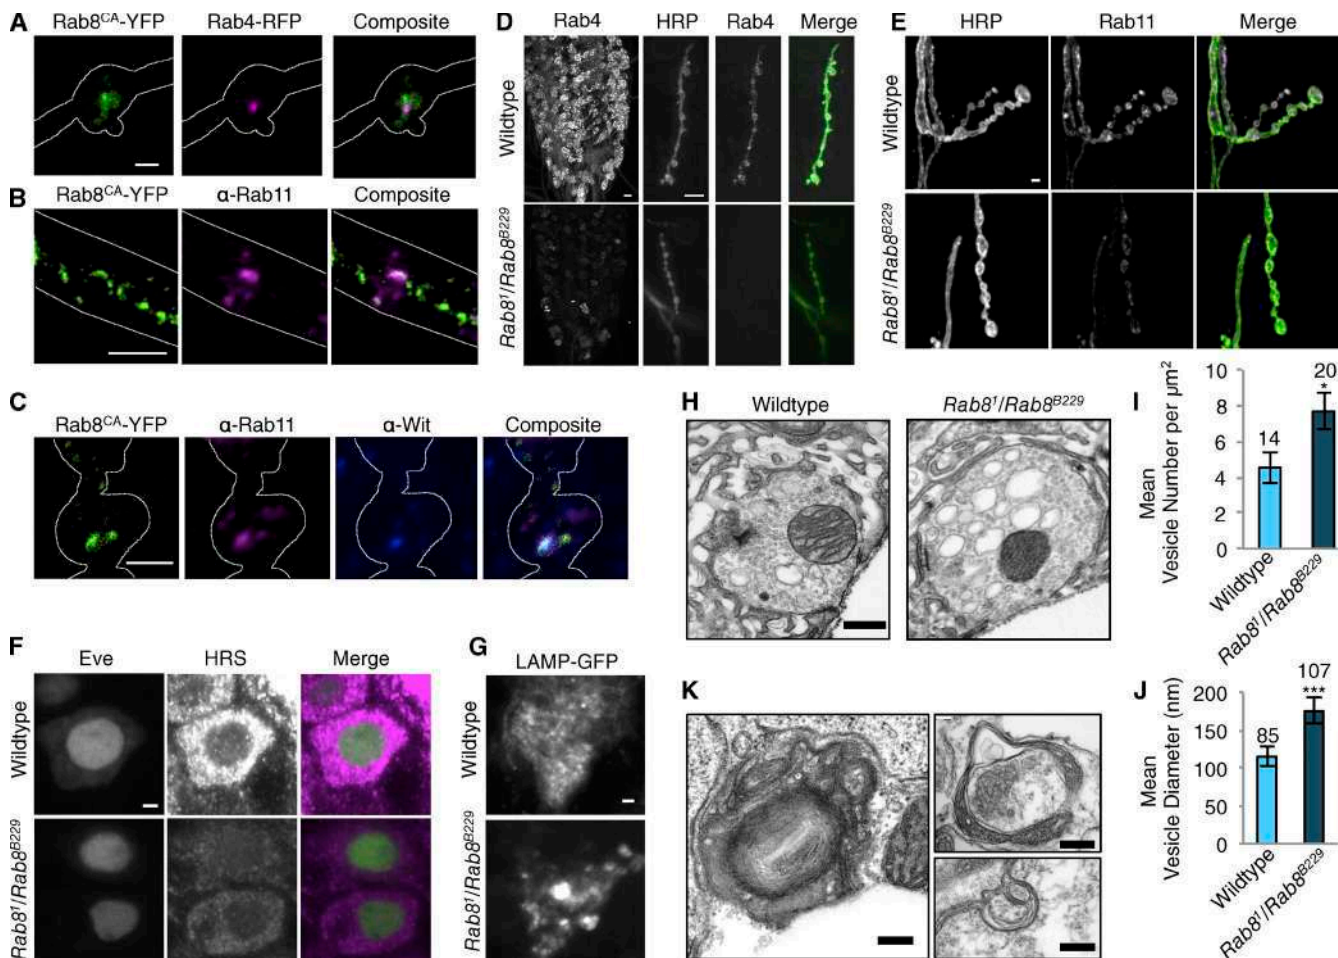 A
Rab8CA-YFP
Rab4-RFP
Composite
B
Rab8CA-YFP
α-Rab11
Composite
C
Rab8CA-YFP
α-Rab11
α-Wit
Composite
D
Rab4
HRP
Rab4
Merge
Wildtype
Rab81/Rab8B229
E
HRP
Rab11
Merge
Wildtype
Rab81/Rab8B229
F
Eve
HRS
Merge
Wildtype
Rab81/Rab8B229
G
LAMP-GFP
Wildtype
Rab81/Rab8B229
H
Wildtype
Rab81/Rab8B229
I
Mean
Vesicle Number per µm2
10
8
6
4
2
0
14
20
*
Wildtype
Rab81/Rab8B229
K
J
Mean
Vesicle Diameter (nm)
200
150
100
50
0
85
107
***
Wildtype
Rab81/Rab8B229